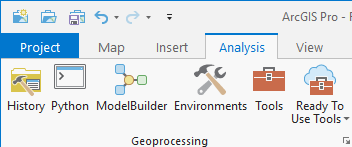 ArcGIS Pro -
Project Map Insert Analysis View
History Python ModelBuilder Environments Tools Ready To
Use Tools
Geoprocessing